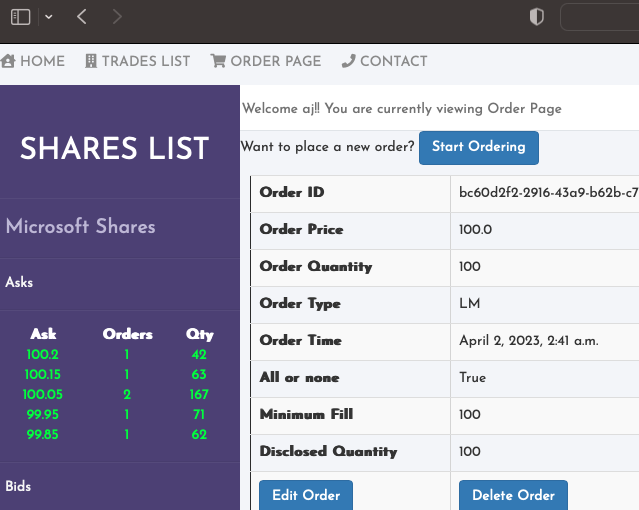 HOME TRADES LIST ORDER PAGE CONTACT
SHARES LIST
Microsoft Shares
Asks
Ask Orders Qty
100.2 1 42
100.15 1 63
100.05 2 167
99.95 1 71
99.85 1 62
Bids
Welcome aj!! You are currently viewing Order Page
Want to place a new order? Start Ordering
Order ID bc60d2f2-2916-43a9-b62b-c7
Order Price 100.0
Order Quantity 100
Order Type LM
Order Time April 2, 2023, 2:41 a.m.
All or none True
Minimum Fill 100
Disclosed Quantity 100
Edit Order Delete Order